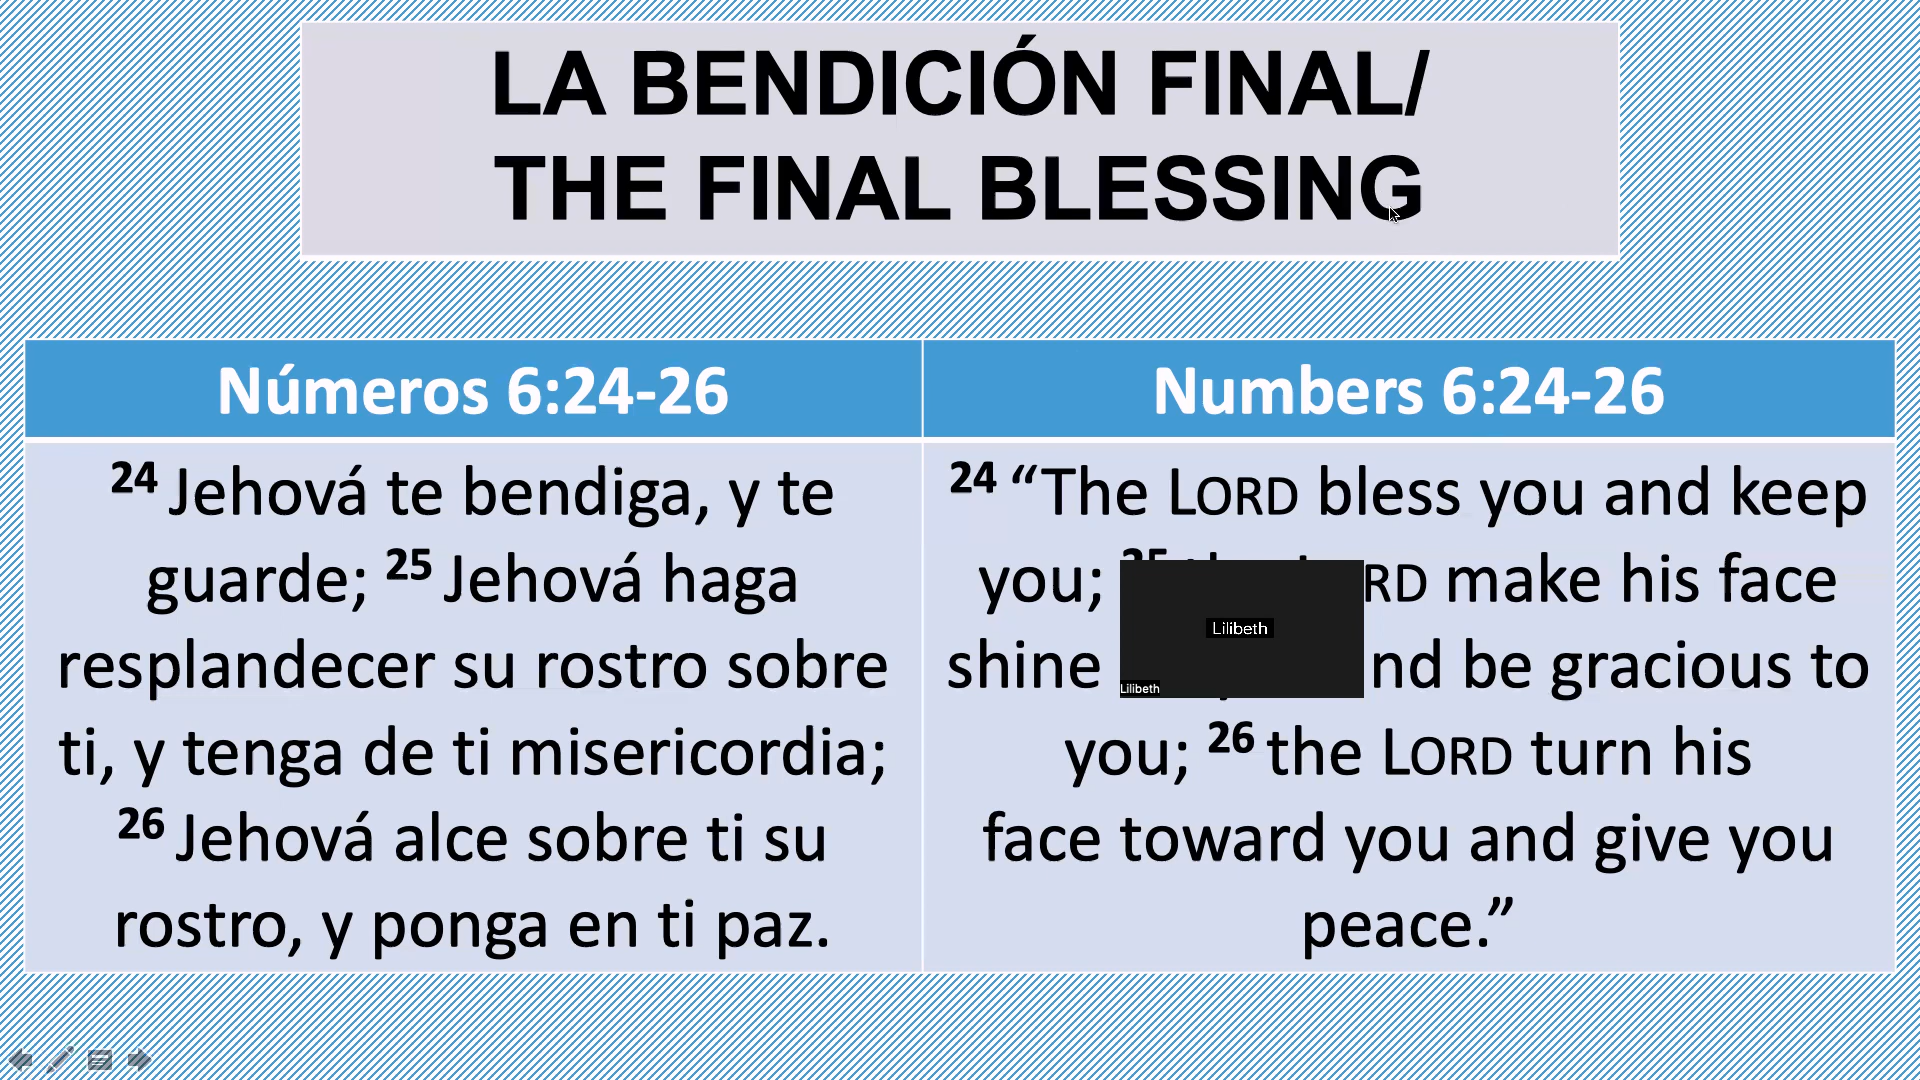 LA BENDICIÓN FINAL/
THE FINAL BLESSING
Números 6:24-26
24 Jehová te bendiga, y te
guarde; 25 Jehová haga
resplandecer su rostro sobre
ti, y tenga de ti misericordia;
26 Jehová alce sobre ti su
rostro, y ponga en ti paz.
Numbers 6:24-26
24 “The LORD bless you and keep
you; make his face
shine be gracious to
you; 26 the LORD turn his
face toward you and give you
peace.”
Lilibeth
Lilibeth